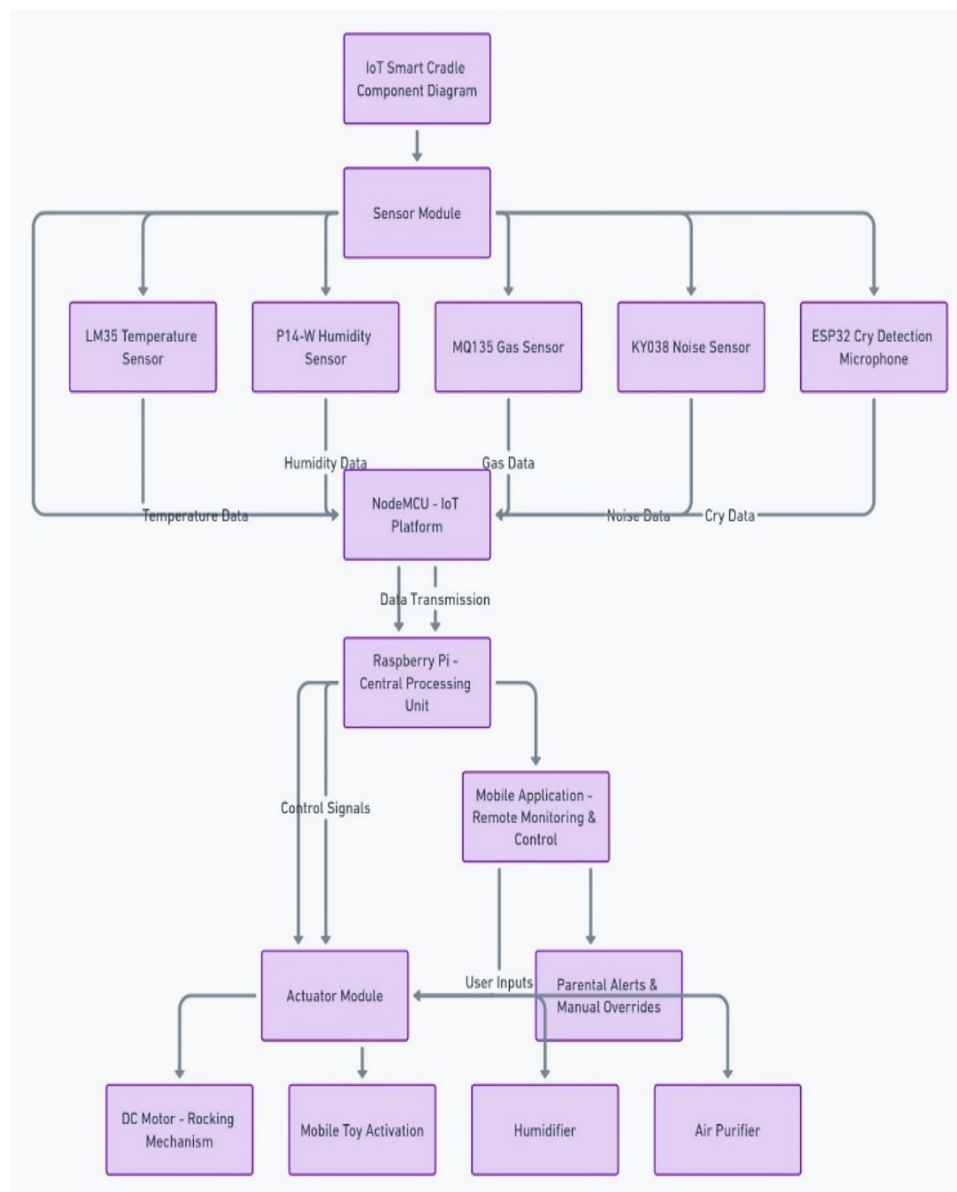 IoT Smart Cradle
Component Diagram
Sensor Module
LM35 Temperature
Sensor
P14-W Humidity
Sensor
MQ135 Gas Sensor
KY038 Noise Sensor
ESP32 Cry Detection
Microphone
Humidity Data
Gas Data
NodeMCU - IoT
Platform
Temperature Data
Noise Data
Cry Data
Data Transmission
Raspberry Pi -
Central Processing
Unit
Mobile Application -
Remote Monitoring &
Control
Control Signals
Actuator Module
User Inputs
Parental Alerts &
Manual Overrides
DC Motor - Rocking
Mechanism
Mobile Toy Activation
Humidifier
Air Purifier